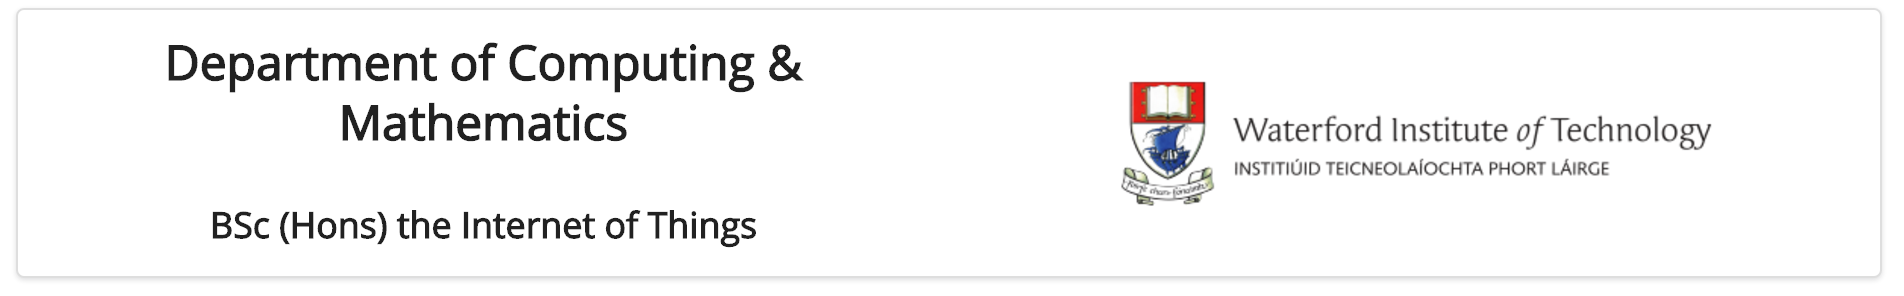 Department of Computing &
Mathematics
BSc (Hons) the Internet of Things
Waterford Institute of Technology
INSTITIÚID TEICNEOLAÍOCHTA PHORT LÁIRGE